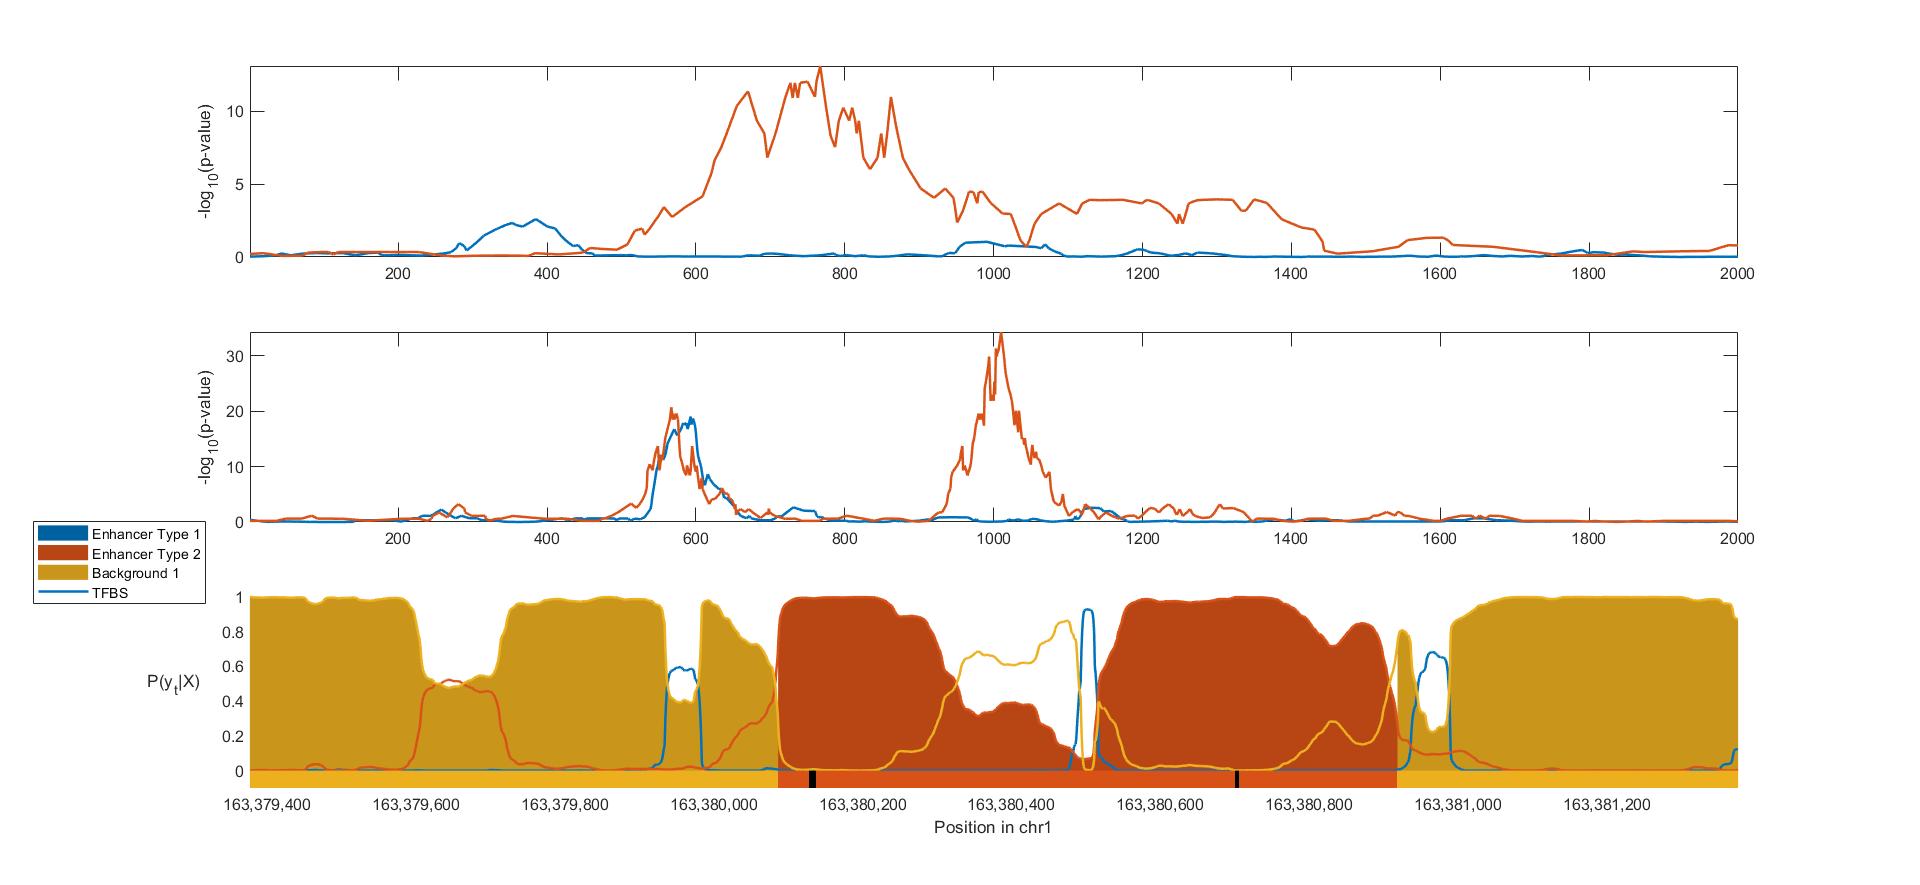 -log10(p-value)
10
5
0
200 400 600 800 1000 1200 1400 1600 1800 2000
-log10(p-value)
30
20
10
0
200 400 600 800 1000 1200 1400 1600 1800 2000
Enhancer Type 1
Enhancer Type 2
Background 1
TFBS
P(yt|X)
1
0.8
0.6
0.4
0.2
0
163,379,400 163,379,600 163,379,800 163,380,000 163,380,200 163,380,400 163,380,600 163,380,800 163,381,000 163,381,200
Position in chr1